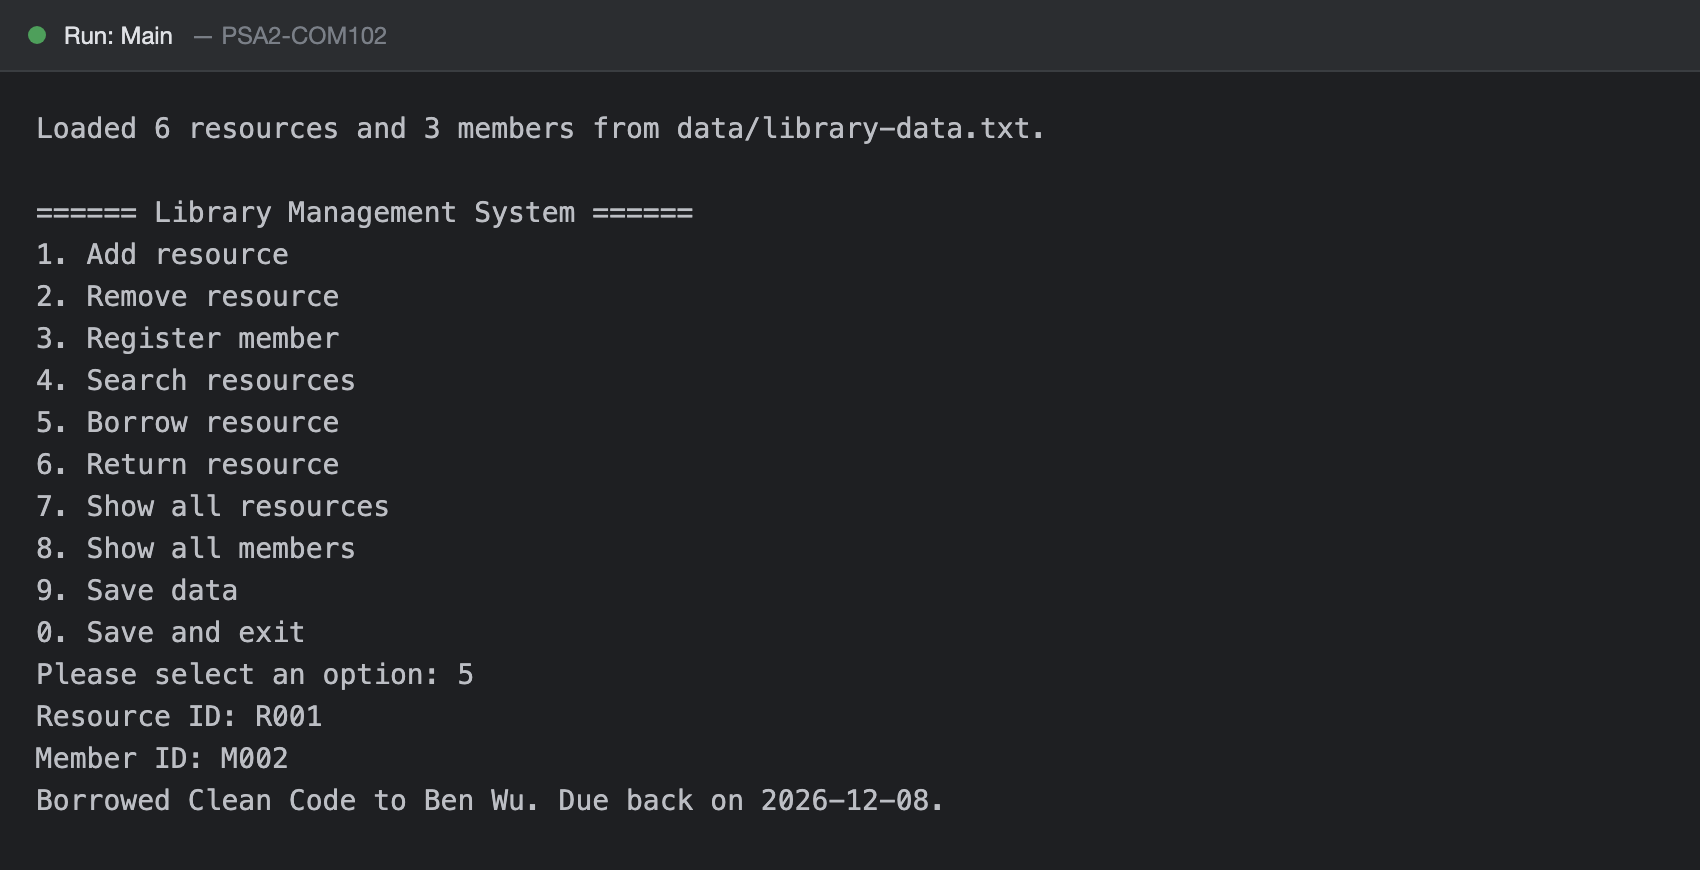 Run: Main — PSA2-COM102
Loaded 6 resources and 3 members from data/library-data.txt.
====== Library Management System ======
1. Add resource
2. Remove resource
3. Register member
4. Search resources
5. Borrow resource
6. Return resource
7. Show all resources
8. Show all members
9. Save data
0. Save and exit
Please select an option: 5
Resource ID: R001
Member ID: M002
Borrowed Clean Code to Ben Wu. Due back on 2026-12-08.